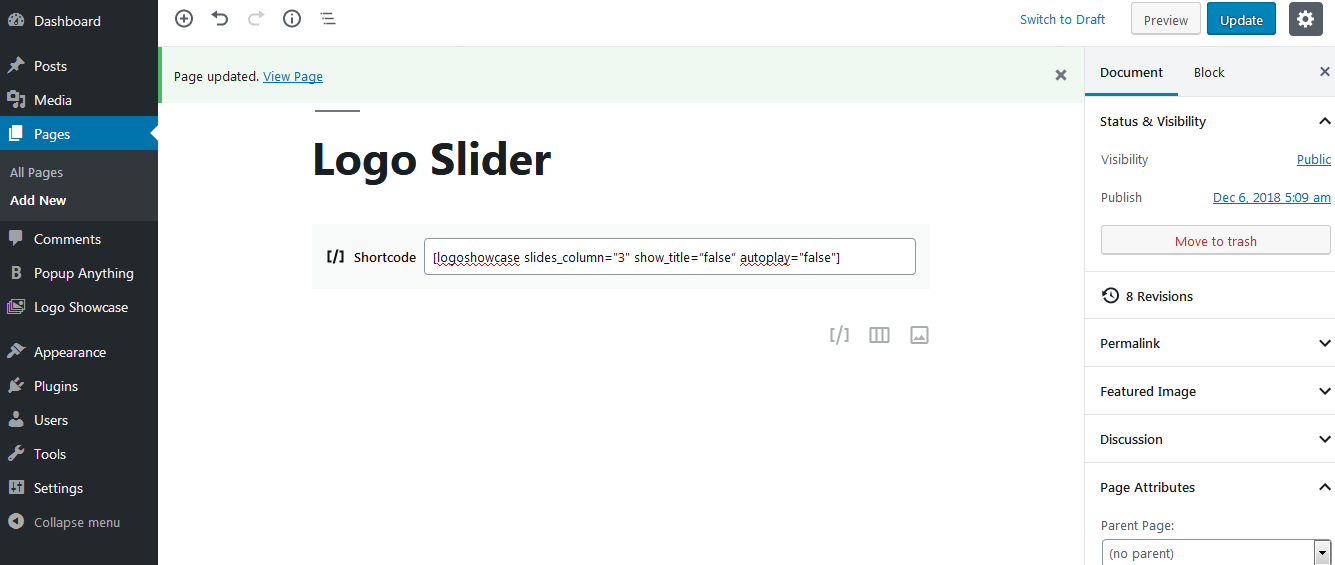 Dashboard
Posts
Media
Pages
All Pages
Add New
Comments
Popup Anything
Logo Showcase
Appearance
Plugins
Users
Tools
Settings
Collapse menu
Switch to Draft
Preview
Update
Page updated. View Page
Logo Slider
[/] Shortcode [logoshowcase slides_column="3" show_title="false" autoplay="false"]
[/]
Document Block
Status & Visibility
Visibility Public
Publish Dec 6, 2018 5:09 am
Move to trash
8 Revisions
Permalink
Featured Image
Discussion
Page Attributes
Parent Page:
(no parent)